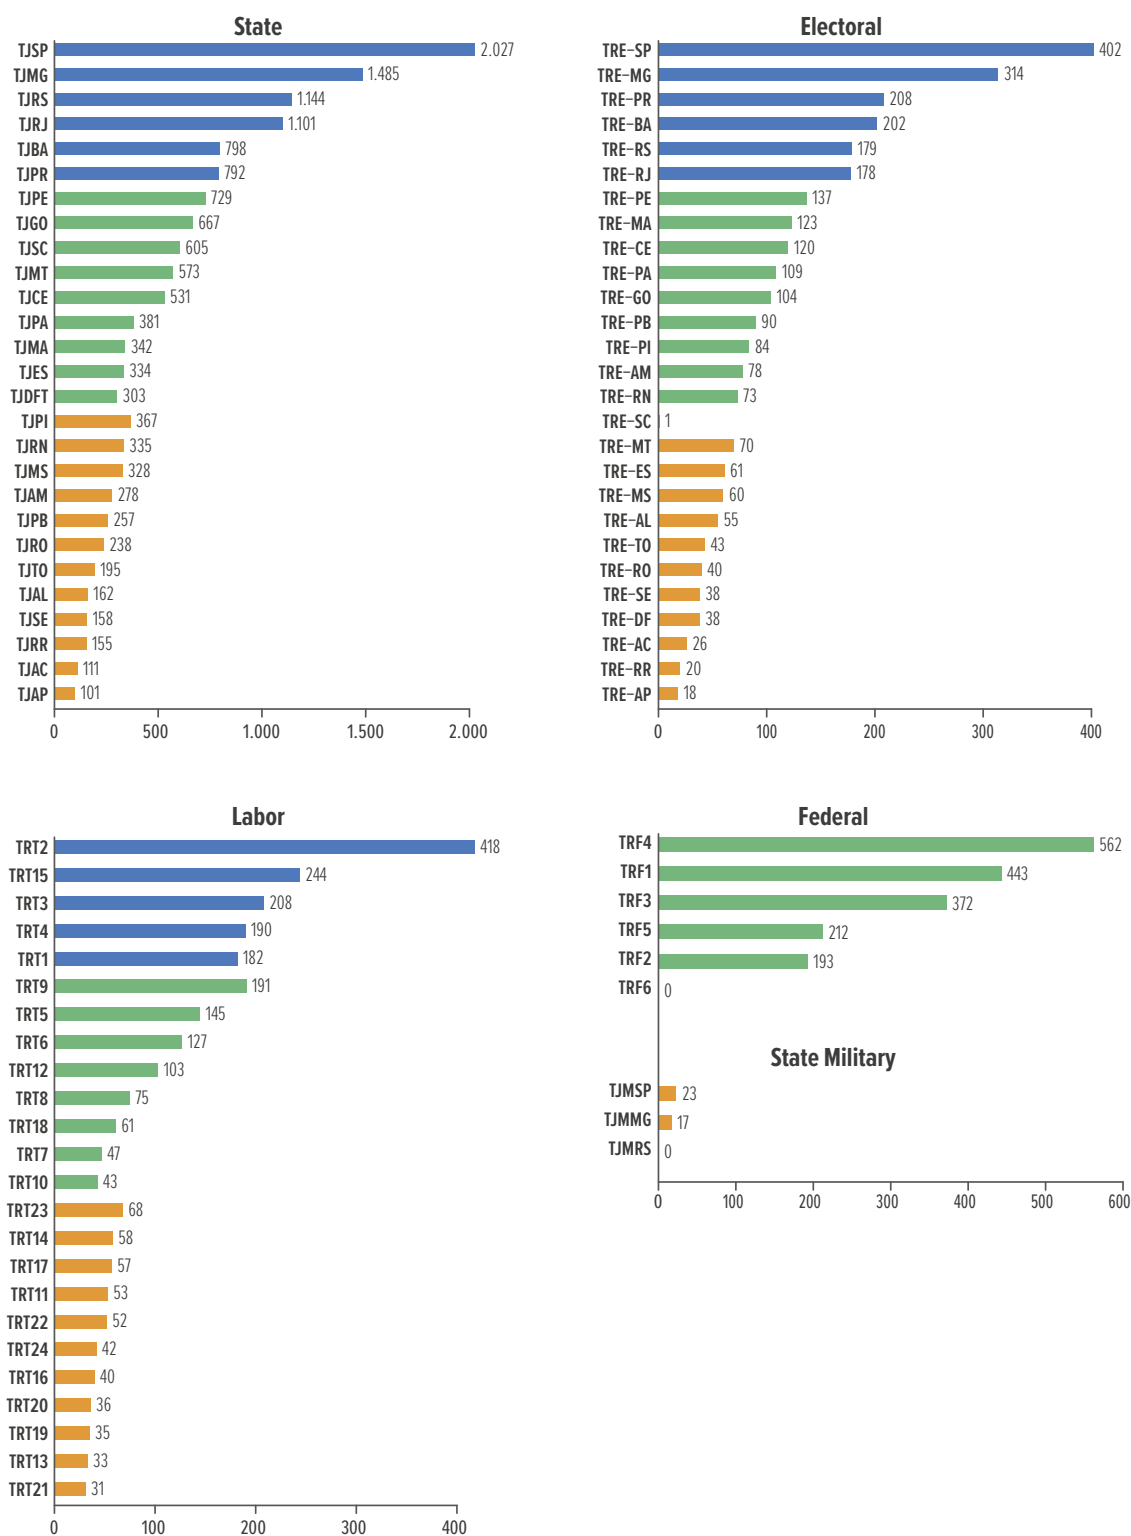 State
TJSP 2.027
TJMG 1.485
TJRS 1.144
TJRJ 1.101
TJBA 798
TJPR 792
TJPE 729
TJGO 667
TJSC 605
TJMT 573
TJCE 531
TJPA 381
TJMA 342
TJES 334
TJDFT 303
TJPI 367
TJRN 335
TJMS 328
TJAM 278
TJPB 257
TJRO 238
TJTO 195
TJAL 162
TJSE 158
TJRR 155
TJAC 111
TJAP 101
0 500 1.000 1.500 2.000
Electoral
TRE-SP 402
TRE-MG 314
TRE-PR 208
TRE-BA 202
TRE-RS 179
TRE-RJ 178
TRE-PE 137
TRE-MA 123
TRE-CE 120
TRE-PA 109
TRE-GO 104
TRE-PB 90
TRE-PI 84
TRE-AM 78
TRE-RN 73
TRE-SC 1
TRE-MT 70
TRE-ES 61
TRE-MS 60
TRE-AL 55
TRE-TO 43
TRE-RO 40
TRE-SE 38
TRE-DF 38
TRE-AC 26
TRE-RR 20
TRE-AP 18
0 100 200 300 400
Labor
TRT2 418
TRT15 244
TRT3 208
TRT4 190
TRT1 182
TRT9 191
TRT5 145
TRT6 127
TRT12 103
TRT8 75
TRT18 61
TRT7 47
TRT10 43
TRT23 68
TRT14 58
TRT17 57
TRT11 53
TRT22 52
TRT24 42
TRT16 40
TRT20 36
TRT19 35
TRT13 33
TRT21 31
0 100 200 300 400
Federal
TRF4 562
TRF1 443
TRF3 372
TRF5 212
TRF2 193
TRF6 0
State Military
TJMSP 23
TJMMG 17
TJMRS 0
0 100 200 300 400 500 600